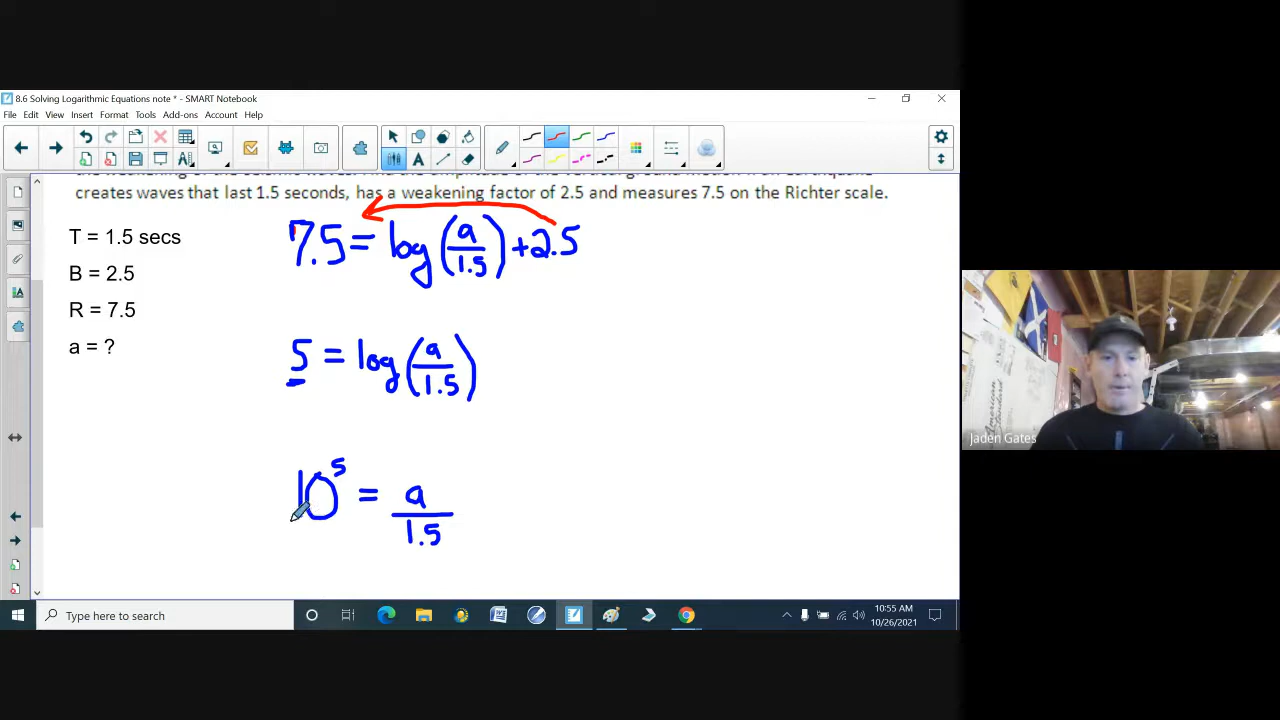 8.6 Solving Logarithmic Equations note * - SMART Notebook
File Edit View Insert Format Tools Add-ons Account Help
creates waves that last 1.5 seconds, has a weakening factor of 2.5 and measures 7.5 on the Richter scale.
T = 1.5 secs
B = 2.5
R = 7.5
a = ?
7.5 = log(a/1.5) + 2.5
5 = log(a/1.5)
10^5 = a/1.5
Jaden Gates
American
Standard
Type here to search
10:55 AM
10/26/2021